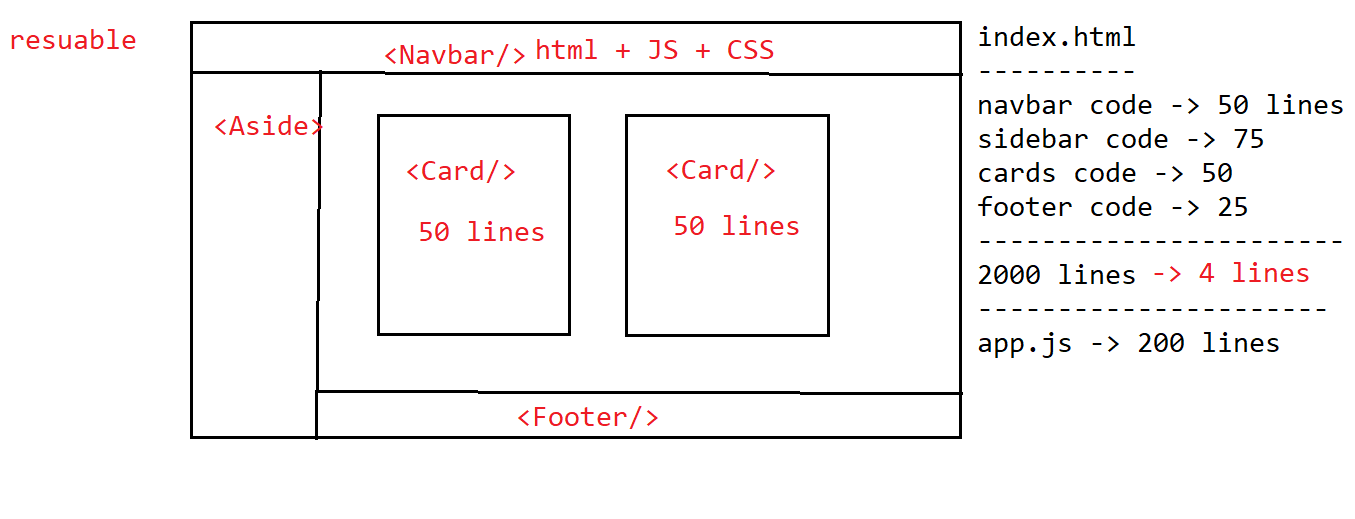 resuable
<Navbar/> html + JS + CSS
<Aside>
<Card/>
50 lines
<Card/>
50 lines
<Footer/>
index.html
----------
navbar code -> 50 lines
sidebar code -> 75
cards code -> 50
footer code -> 25
-----------------------
2000 lines -> 4 lines
----------------------
app.js -> 200 lines